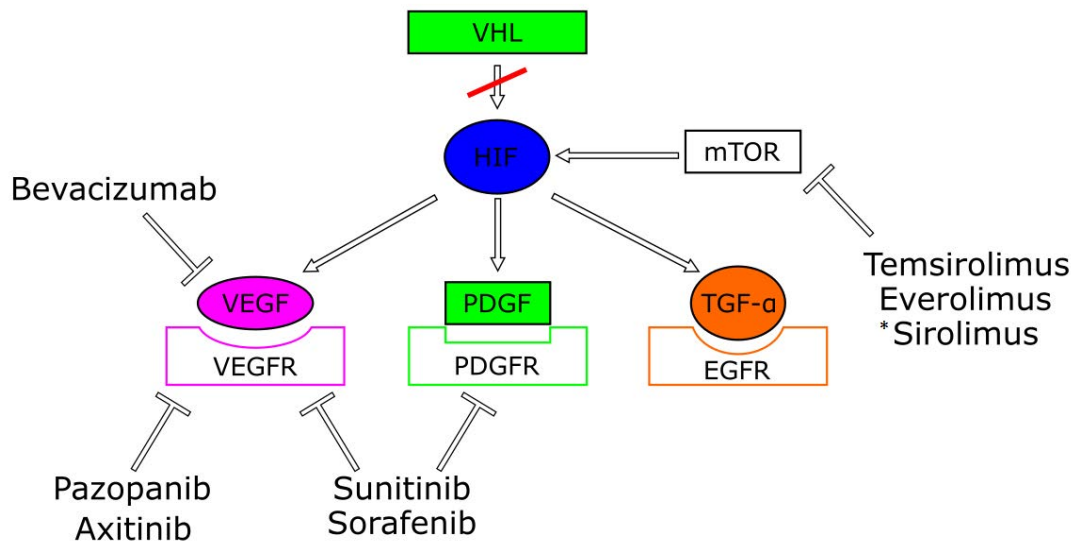 VHL
HIF
mTOR
Bevacizumab
Temsirolimus
Everolimus
*Sirolimus
VEGF
PDGF
TGF-α
VEGFR
PDGFR
EGFR
Pazopanib
Axitinib
Sunitinib
Sorafenib